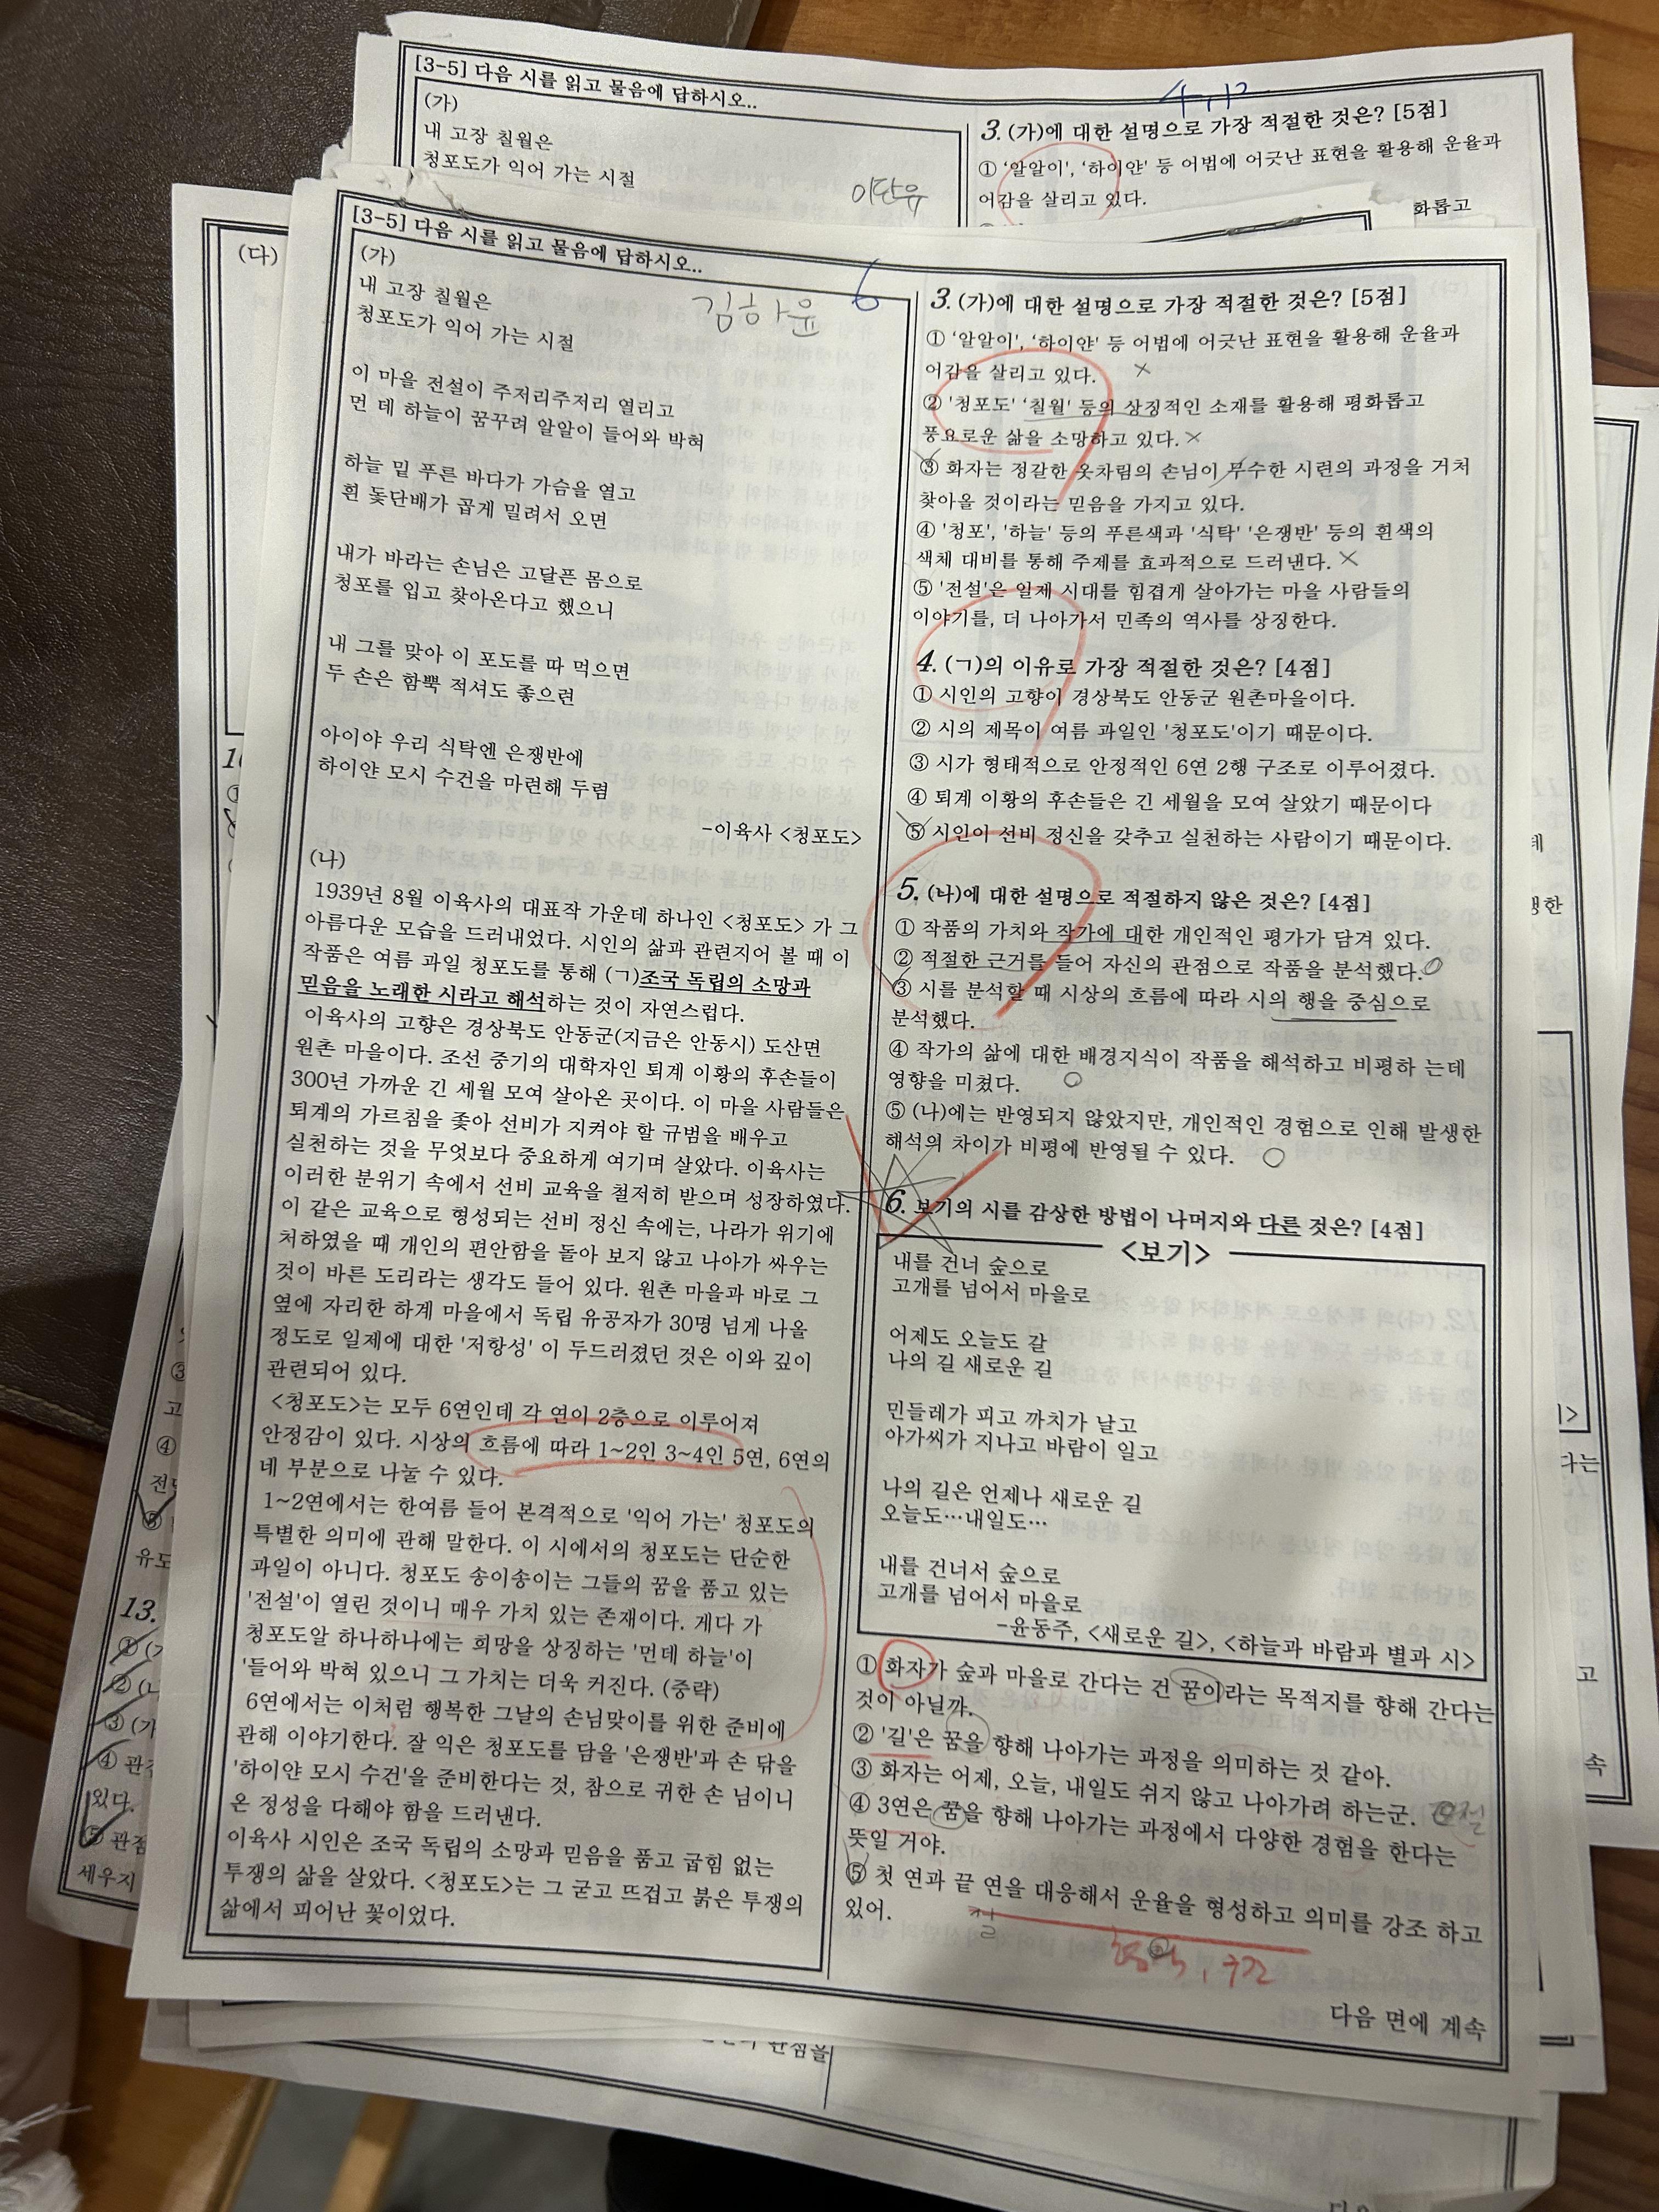 [3-5] 다음 시를 읽고 물음에 답하시오..
(가)
내 고장 칠월은
청포도가 익어 가는 시절
이단유
4, 12
3. (가)에 대한 설명으로 가장 적절한 것은? [5점]
① '알알이', '하이얀' 등 어법에 어긋난 표현을 활용해 운율과
어감을 살리고 있다.
화롭고
(다)
[3-5] 다음 시를 읽고 물음에 답하시오..
김하윤
6
(가)
내 고장 칠월은
청포도가 익어 가는 시절
이 마을 전설이 주저리주저리 열리고
먼 데 하늘이 꿈꾸려 알알이 들어와 박혀
하늘 밑 푸른 바다가 가슴을 열고
흰 돛단배가 곱게 밀려서 오면
내가 바라는 손님은 고달픈 몸으로
청포를 입고 찾아온다고 했으니
내 그를 맞아 이 포도를 따 먹으면
두 손은 함뿍 적셔도 좋으련
아이야 우리 식탁엔 은쟁반에
하이얀 모시 수건을 마련해 두렴
-이육사 <청포도>
(나)
1939년 8월 이육사의 대표작 가운데 하나인 <청포도> 가 그
아름다운 모습을 드러내었다. 시인의 삶과 관련지어 볼 때 이
작품은 여름 과일 청포도를 통해 (ㄱ)조국 독립의 소망과
믿음을 노래한 시라고 해석하는 것이 자연스럽다.
이육사의 고향은 경상북도 안동군(지금은 안동시) 도산면
원촌 마을이다. 조선 중기의 대학자인 퇴계 이황의 후손들이
300년 가까운 긴 세월 모여 살아온 곳이다. 이 마을 사람들은
퇴계의 가르침을 좇아 선비가 지켜야 할 규범을 배우고
실천하는 것을 무엇보다 중요하게 여기며 살았다. 이육사는
이러한 분위기 속에서 선비 교육을 철저히 받으며 성장하였다.
이 같은 교육으로 형성되는 선비 정신 속에는, 나라가 위기에
처하였을 때 개인의 편안함을 돌아 보지 않고 나아가 싸우는
것이 바른 도리라는 생각도 들어 있다. 원촌 마을과 바로 그
옆에 자리한 하계 마을에서 독립 유공자가 30명 넘게 나올
정도로 일제에 대한 '저항성' 이 두드러졌던 것은 이와 깊이
관련되어 있다.
<청포도>는 모두 6연인데 각 연이 2층으로 이루어져
안정감이 있다. 시상의 흐름에 따라 1~2인 3~4인 5연, 6연의
네 부분으로 나눌 수 있다.
1~2연에서는 한여름 들어 본격적으로 '익어 가는' 청포도의
특별한 의미에 관해 말한다. 이 시에서의 청포도는 단순한
과일이 아니다. 청포도 송이송이는 그들의 꿈을 품고 있는
'전설'이 열린 것이니 매우 가치 있는 존재이다. 게다 가
청포도알 하나하나에는 희망을 상징하는 '먼데 하늘'이
'들어와 박혀 있으니 그 가치는 더욱 커진다. (중략)
6연에서는 이처럼 행복한 그날의 손님맞이를 위한 준비에
관해 이야기한다. 잘 익은 청포도를 담을 '은쟁반'과 손 닦을
'하이얀 모시 수건'을 준비한다는 것, 참으로 귀한 손 님이니
온 정성을 다해야 함을 드러낸다.
이육사 시인은 조국 독립의 소망과 믿음을 품고 굽힘 없는
투쟁의 삶을 살았다. <청포도>는 그 굳고 뜨겁고 붉은 투쟁의
삶에서 피어난 꽃이었다.
3. (가)에 대한 설명으로 가장 적절한 것은? [5점]
① '알알이', '하이얀' 등 어법에 어긋난 표현을 활용해 운율과
어감을 살리고 있다.
② '청포도' '칠월' 등의 상징적인 소재를 활용해 평화롭고
풍요로운 삶을 소망하고 있다.
③ 화자는 정갈한 옷차림의 손님이 무수한 시련의 과정을 거처
찾아올 것이라는 믿음을 가지고 있다.
④ '청포', '하늘' 등의 푸른색과 '식탁' '은쟁반' 등의 흰색의
색체 대비를 통해 주제를 효과적으로 드러낸다.
⑤ '전설'은 일제 시대를 힘겹게 살아가는 마을 사람들의
이야기를, 더 나아가서 민족의 역사를 상징한다.
4. (ㄱ)의 이유로 가장 적절한 것은? [4점]
① 시인의 고향이 경상북도 안동군 원촌마을이다.
② 시의 제목이 여름 과일인 '청포도'이기 때문이다.
③ 시가 형태적으로 안정적인 6연 2행 구조로 이루어졌다.
④ 퇴계 이황의 후손들은 긴 세월을 모여 살았기 때문이다
⑤ 시인이 선비 정신을 갖추고 실천하는 사람이기 때문이다.
5. (나)에 대한 설명으로 적절하지 않은 것은? [4점]
① 작품의 가치와 작가에 대한 개인적인 평가가 담겨 있다.
② 적절한 근거를 들어 자신의 관점으로 작품을 분석했다.
③ 시를 분석할 때 시상의 흐름에 따라 시의 행을 중심으로
분석했다.
④ 작가의 삶에 대한 배경지식이 작품을 해석하고 비평하 는데
영향을 미쳤다.
⑤ (나)에는 반영되지 않았지만, 개인적인 경험으로 인해 발생한
해석의 차이가 비평에 반영될 수 있다.
6. 보기의 시를 감상한 방법이 나머지와 다른 것은? [4점]
<보기>
내를 건너 숲으로
고개를 넘어서 마을로
어제도 오늘도 갈
나의 길 새로운 길
민들레가 피고 까치가 날고
아가씨가 지나고 바람이 일고
나의 길은 언제나 새로운 길
오늘도…내일도…
내를 건너서 숲으로
고개를 넘어서 마을로
-윤동주, <새로운 길>, <하늘과 바람과 별과 시>
① 화자가 숲과 마을로 간다는 건 꿈이라는 목적지를 향해 간다는
것이 아닐까.
② '길'은 꿈을 향해 나아가는 과정을 의미하는 것 같아.
③ 화자는 어제, 오늘, 내일도 쉬지 않고 나아가려 하는군.
④ 3연은 꿈을 향해 나아가는 과정에서 다양한 경험을 한다는
뜻일 거야.
⑤ 첫 연과 끝 연을 대응해서 운율을 형성하고 의미를 강조 하고
있어.
다음 면에 계속
13.
④ 관
있다.
⑤ 관점
세우지
다는
고
속